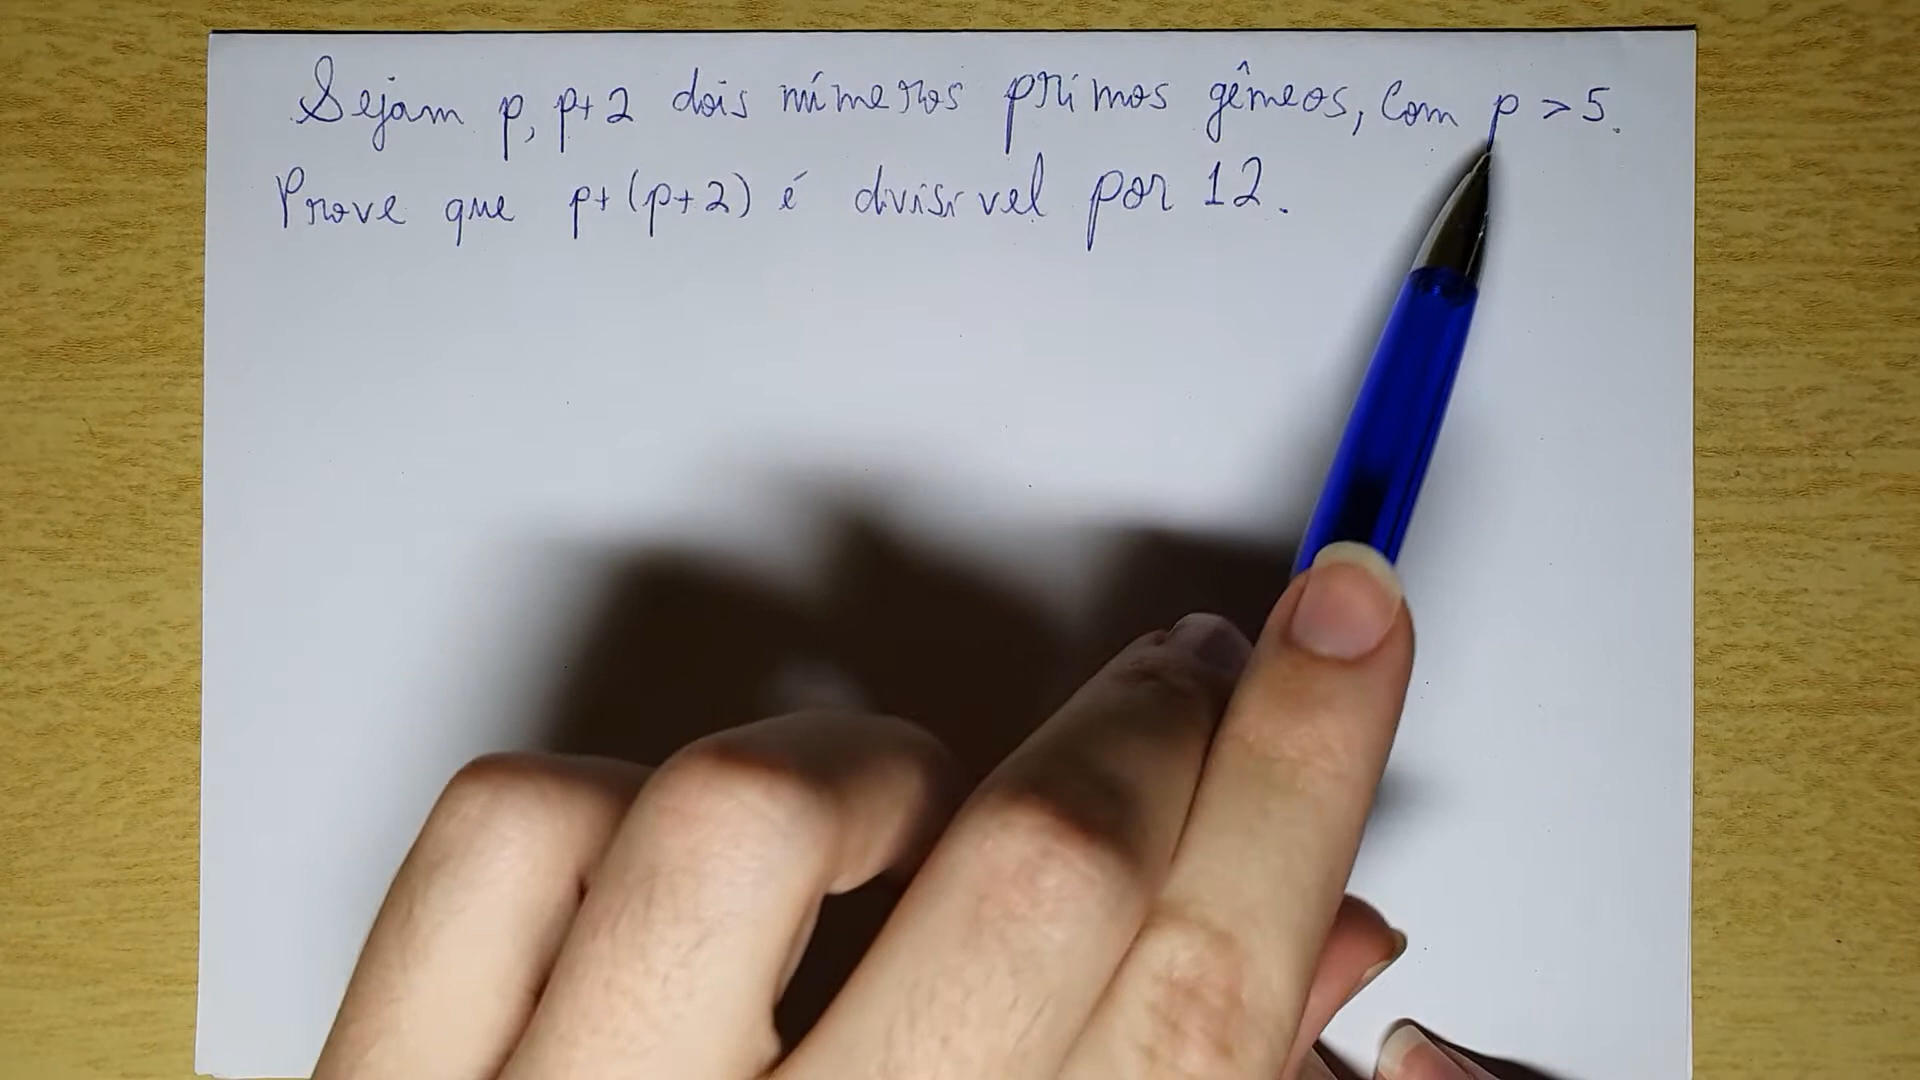 Sejam p, p+2 dois números primos gêmeos, com p > 5.
Prove que p+(p+2) é divisível por 12.